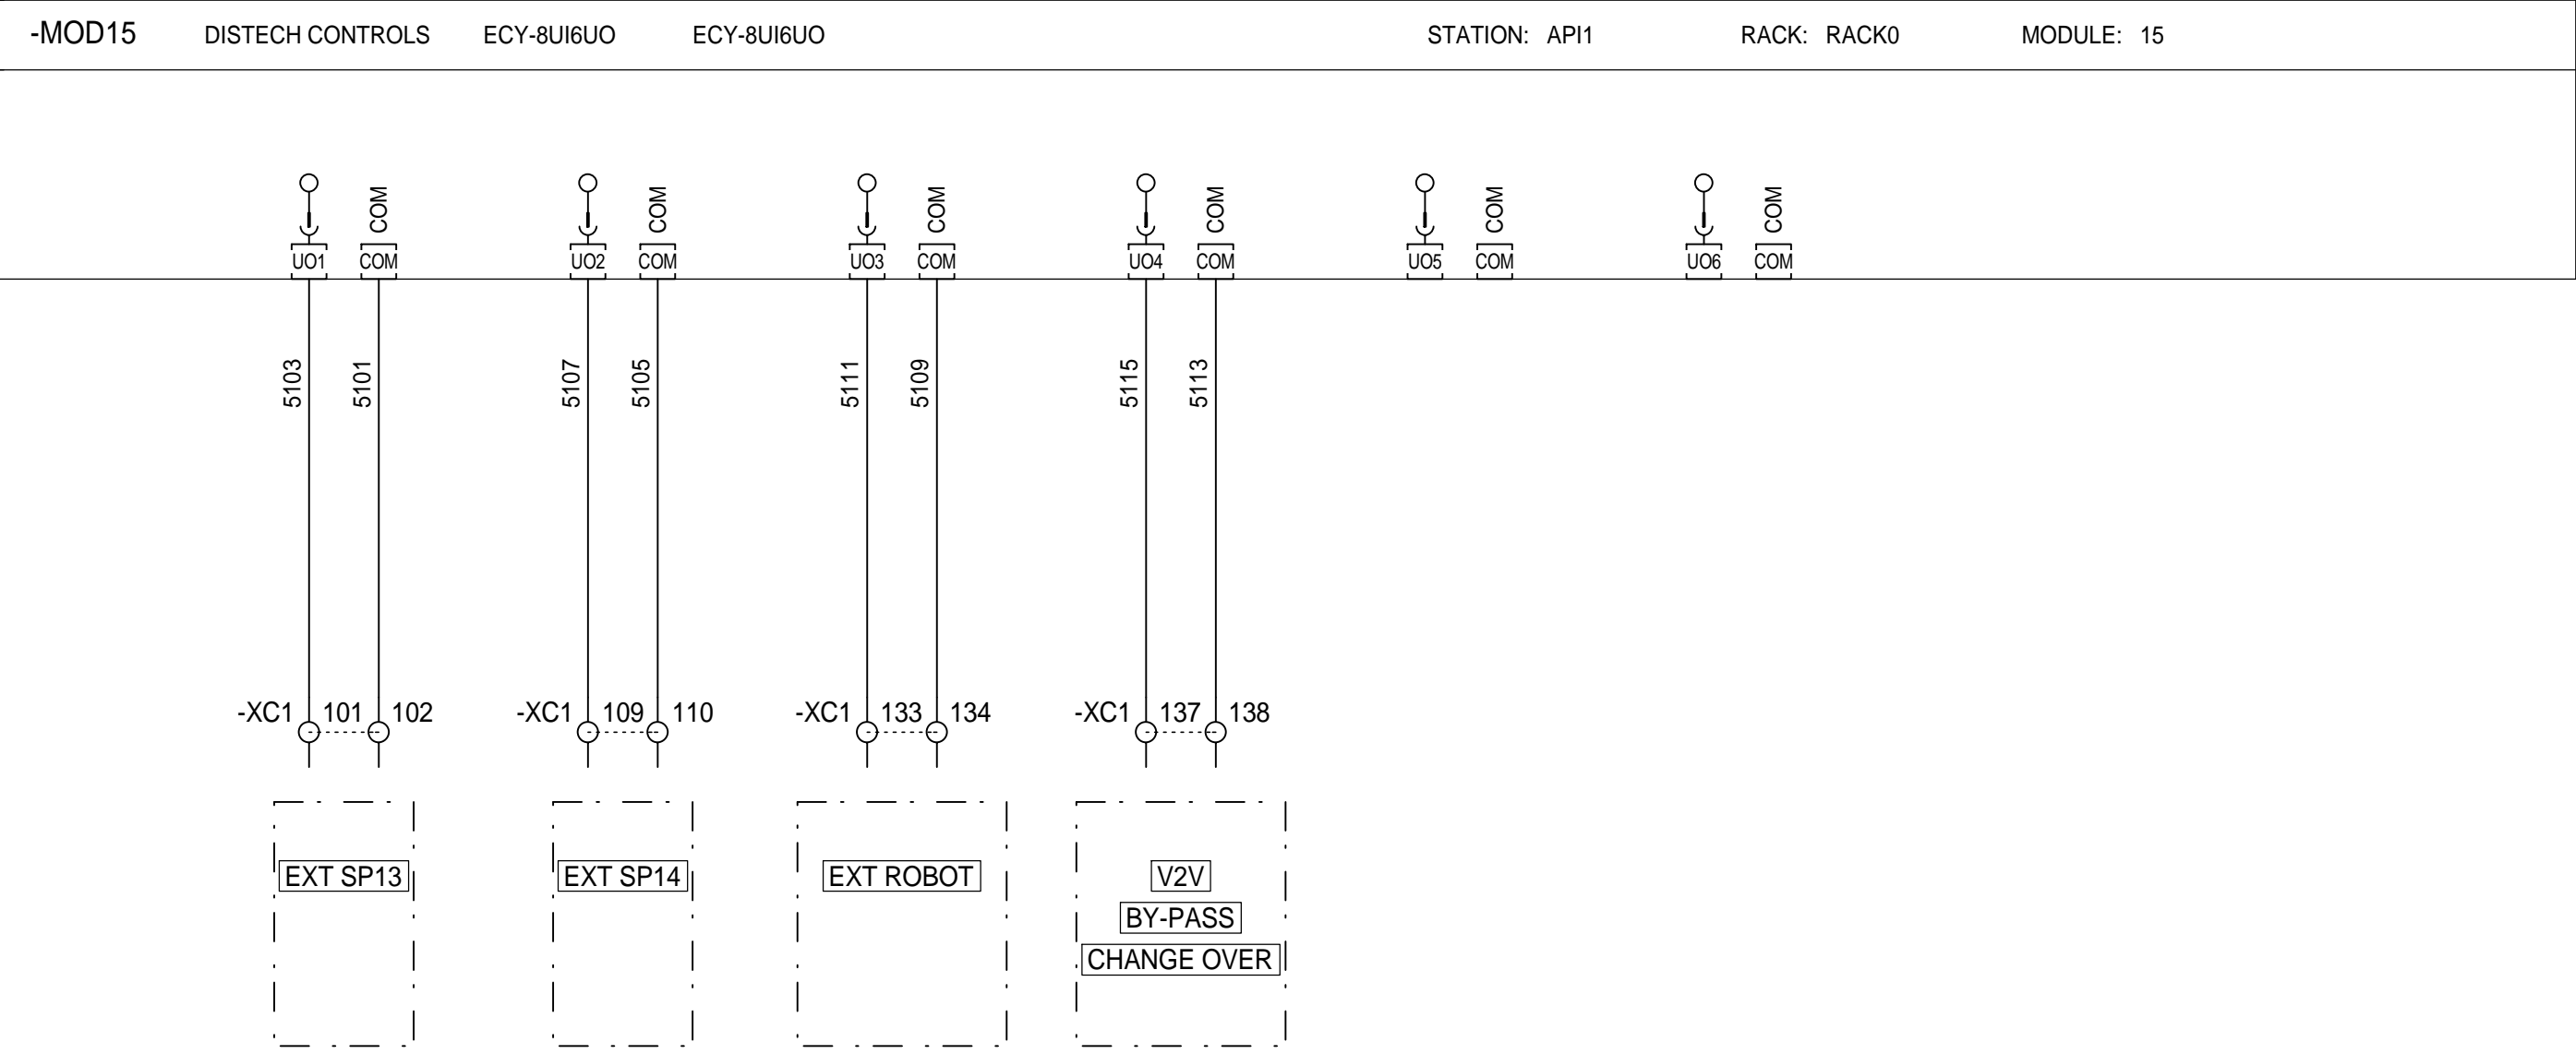 -MOD15 DISTECH CONTROLS ECY-8UI6UO ECY-8UI6UO STATION: API1 RACK: RACK0 MODULE: 15
COM COM COM COM COM COM
UO1 COM UO2 COM UO3 COM UO4 COM UO5 COM UO6 COM
5103 5101 5107 5105 5111 5109 5115 5113
-XC1 101 102 -XC1 109 110 -XC1 133 134 -XC1 137 138
EXT SP13 EXT SP14 EXT ROBOT V2V
BY-PASS
CHANGE OVER